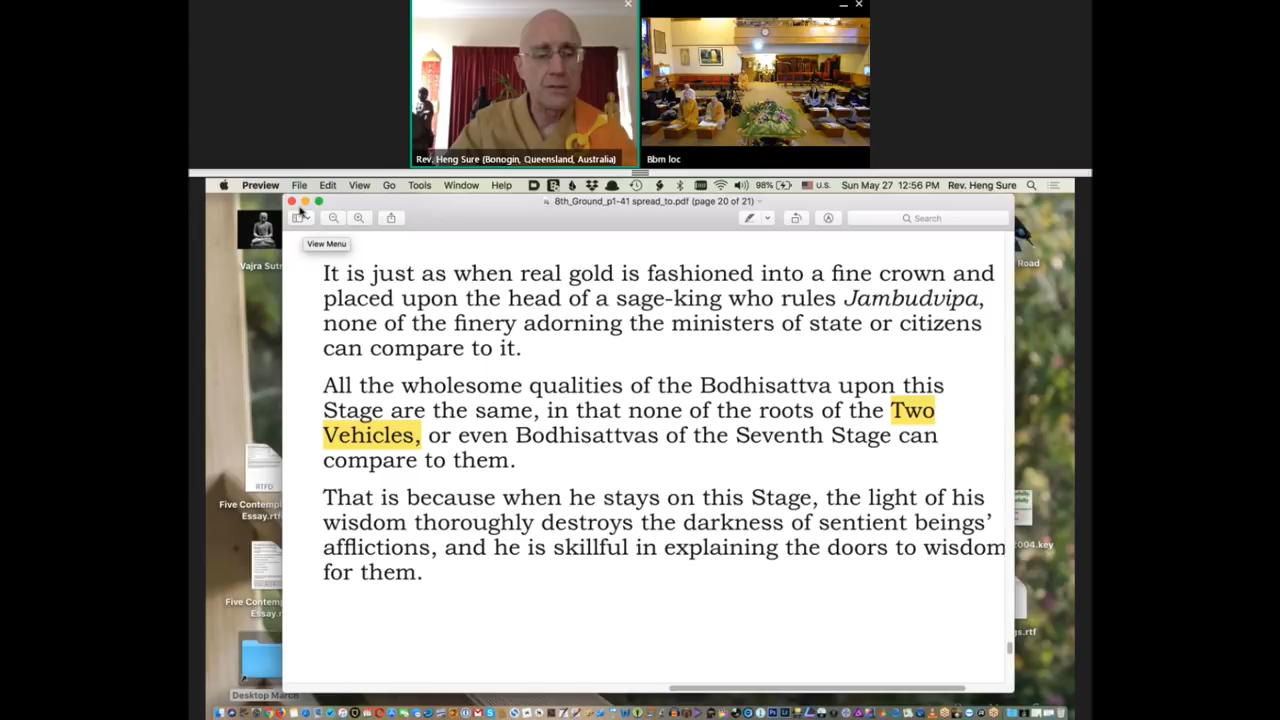 Rev. Heng Sure (Bonogin, Queensland, Australia)
Bbm loc
Preview File Edit View Go Tools Window Help
98% U.S. Sun May 27 12:56 PM Rev. Heng Sure
8th_Ground_p1-41 spread_to.pdf (page 20 of 21)
Search
View Menu
Vajra Sut
Road
It is just as when real gold is fashioned into a fine crown and
placed upon the head of a sage-king who rules Jambudvipa,
none of the finery adorning the ministers of state or citizens
can compare to it.
All the wholesome qualities of the Bodhisattva upon this
Stage are the same, in that none of the roots of the Two
Vehicles, or even Bodhisattvas of the Seventh Stage can
compare to them.
That is because when he stays on this Stage, the light of his
wisdom thoroughly destroys the darkness of sentient beings’
afflictions, and he is skillful in explaining the doors to wisdom
for them.
RTFD
Five Contemp
Essay.rtf
2004.key
Five Contem
Essay.r
gs.rtf
Desktop March